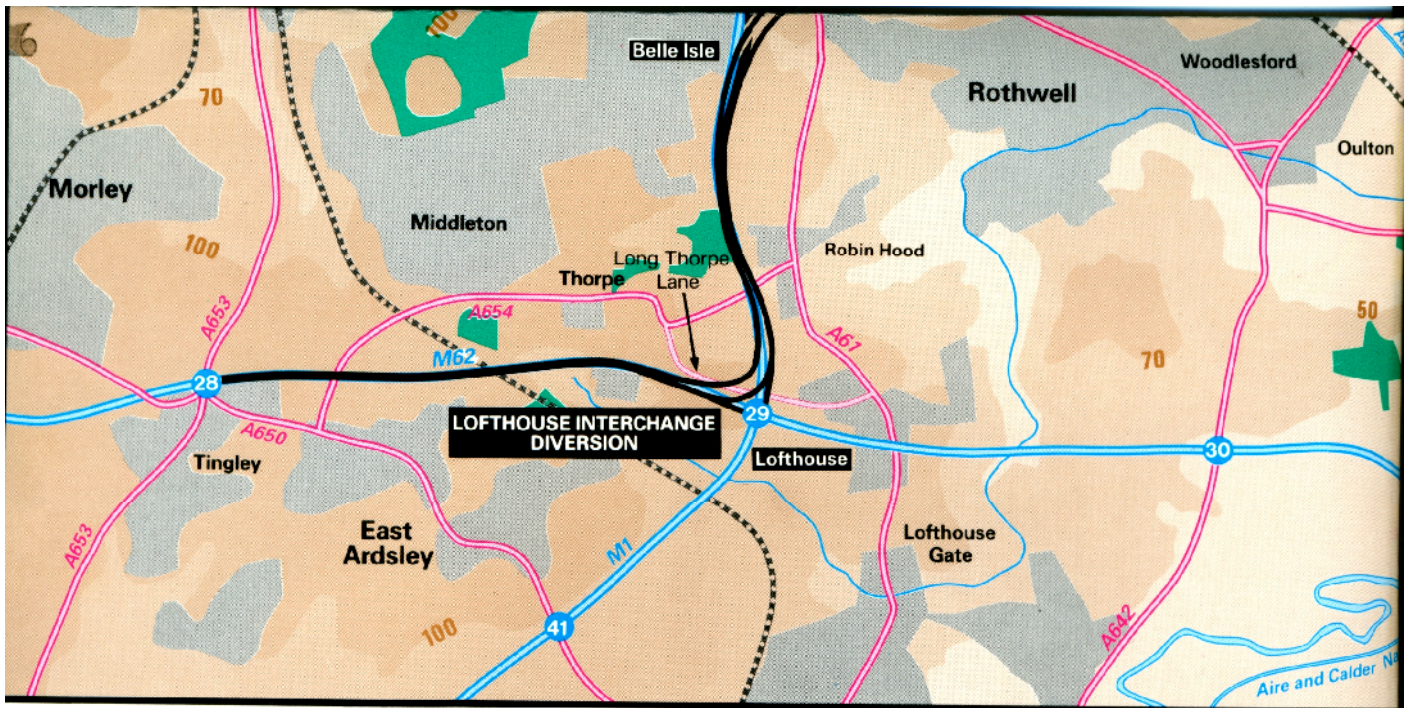 6
100
Belle Isle
Woodlesford
Rothwell
70
Oulton
Morley
Middleton
100
Robin Hood
Long Thorpe
Lane
Thorpe
A653
A654
50
A61
M62
70
28
29
LOFTHOUSE INTERCHANGE
DIVERSION
A650
30
Tingley
Lofthouse
A653
East
Ardsley
M1
Lofthouse
Gate
100
41
A642
Aire and Calder